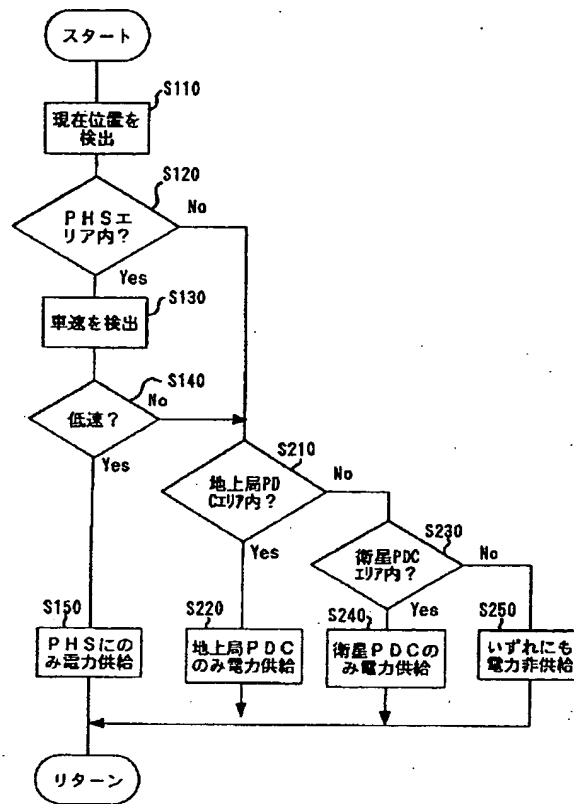 スタート
S110
現在位置を
検出
S120
PHSエ
リア内?
No
Yes
S130
車速を検出
S140
低速?
No
Yes
S210
地上局PD
Cエリア内?
No
Yes
S230
衛星PDC
エリア内?
No
Yes
S150
PHSにの
み電力供給
S220
地上局PDC
のみ電力供給
S240
衛星PDCの
み電力供給
S250
いずれにも
電力非供給
リターン